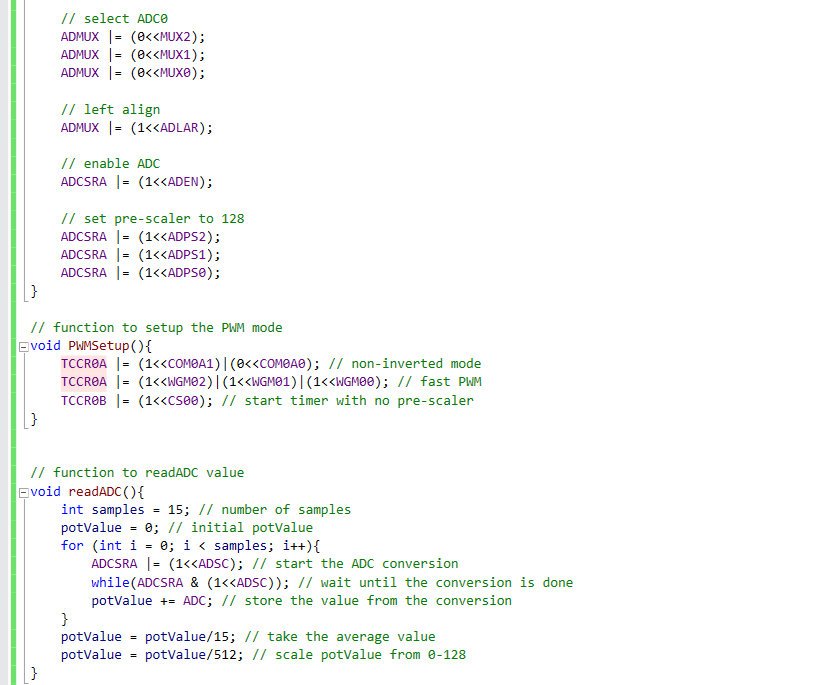 // select ADC0
ADMUX |= (0<<MUX2);
ADMUX |= (0<<MUX1);
ADMUX |= (0<<MUX0);
// left align
ADMUX |= (1<<ADLAR);
// enable ADC
ADCSRA |= (1<<ADEN);
// set pre-scaler to 128
ADCSRA |= (1<<ADPS2);
ADCSRA |= (1<<ADPS1);
ADCSRA |= (1<<ADPS0);
}
// function to setup the PWM mode
void PWMSetup(){
TCCR0A |= (1<<COM0A1)|(0<<COM0A0); // non-inverted mode
TCCR0A |= (1<<WGM02)|(1<<WGM01)|(1<<WGM00); // fast PWM
TCCR0B |= (1<<CS00); // start timer with no pre-scaler
}
// function to readADC value
void readADC(){
int samples = 15; // number of samples
potValue = 0; // initial potValue
for (int i = 0; i < samples; i++){
ADCSRA |= (1<<ADSC); // start the ADC conversion
while(ADCSRA & (1<<ADSC)); // wait until the conversion is done
potValue += ADC; // store the value from the conversion
}
potValue = potValue/15; // take the average value
potValue = potValue/512; // scale potValue from 0-128
}